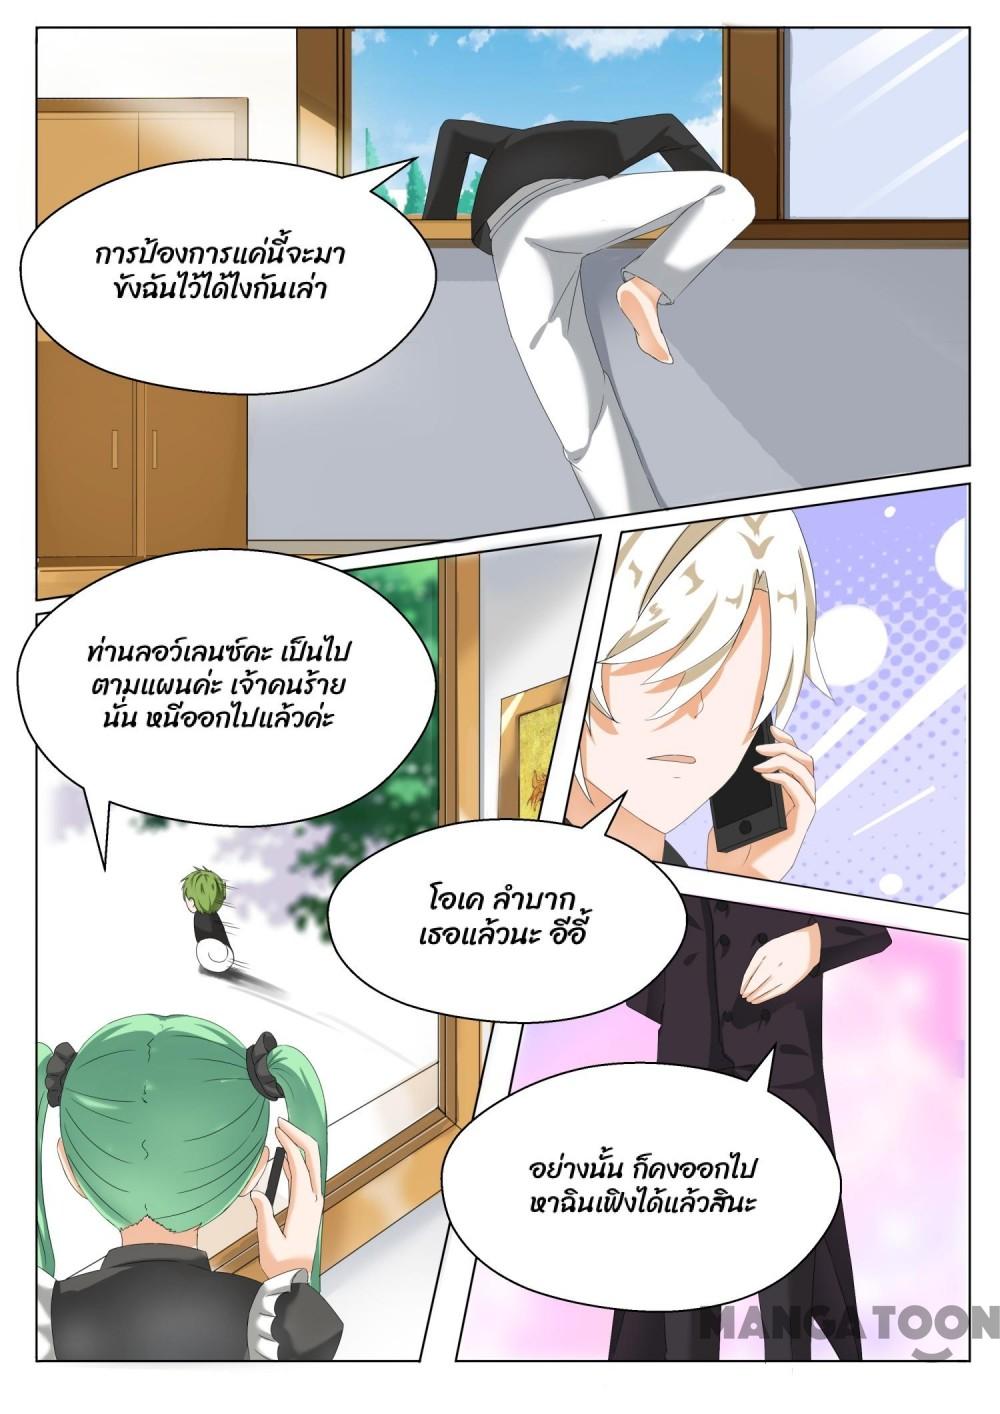 การป้องการแค่นี้จะมา
ขังฉันไว้ได้ไงกันเล่า
ท่านลอว์เลนซ์คะ เป็นไป
ตามแผนค่ะ เจ้าคนร้าย
นั่น หนีออกไปแล้วค่ะ
โอเค ลำบาก
เธอแล้วนะ อีอี้
อย่างนั้น ก็คงออกไป
หาฉินเฟิงได้แล้วสินะ
MANGATOON